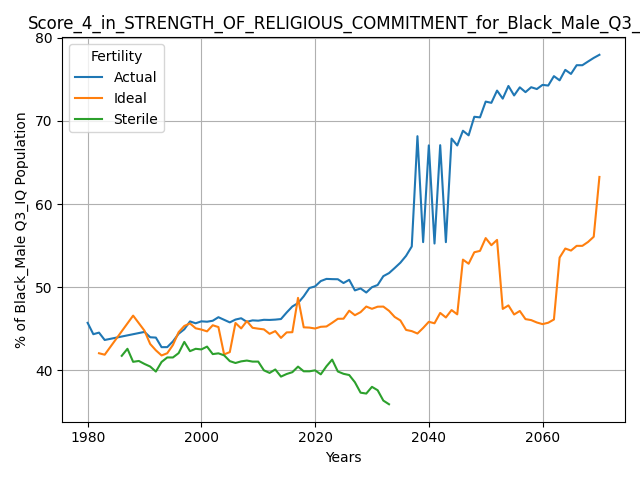 Score_4_in_STRENGTH_OF_RELIGIOUS_COMMITMENT_for_Black_Male_Q3_
80
70
60
50
40
% of Black_Male Q3_IQ Population
Fertility
Actual
Ideal
Sterile
1980 2000 2020 2040 2060
Years